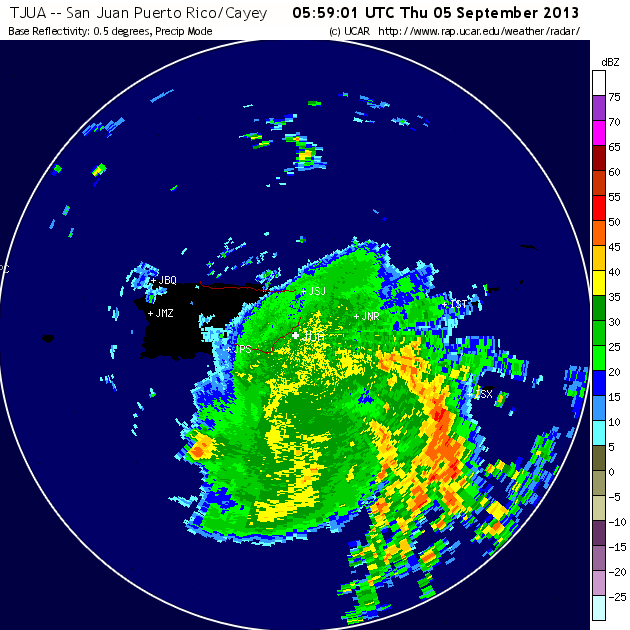 TJUA -- San Juan Puerto Rico/Cayey 05:59:01 UTC Thu 05 September 2013
Base Reflectivity: 0.5 degrees, Precip Mode (c) UCAR http://www.rap.ucar.edu/weather/radar/
dBZ
75
70
65
60
55
50
45
40
35
30
25
20
15
10
5
0
-5
-10
-15
-20
-25
JBQ
JSJ
JMZ
JNR
IST
PS
JSX